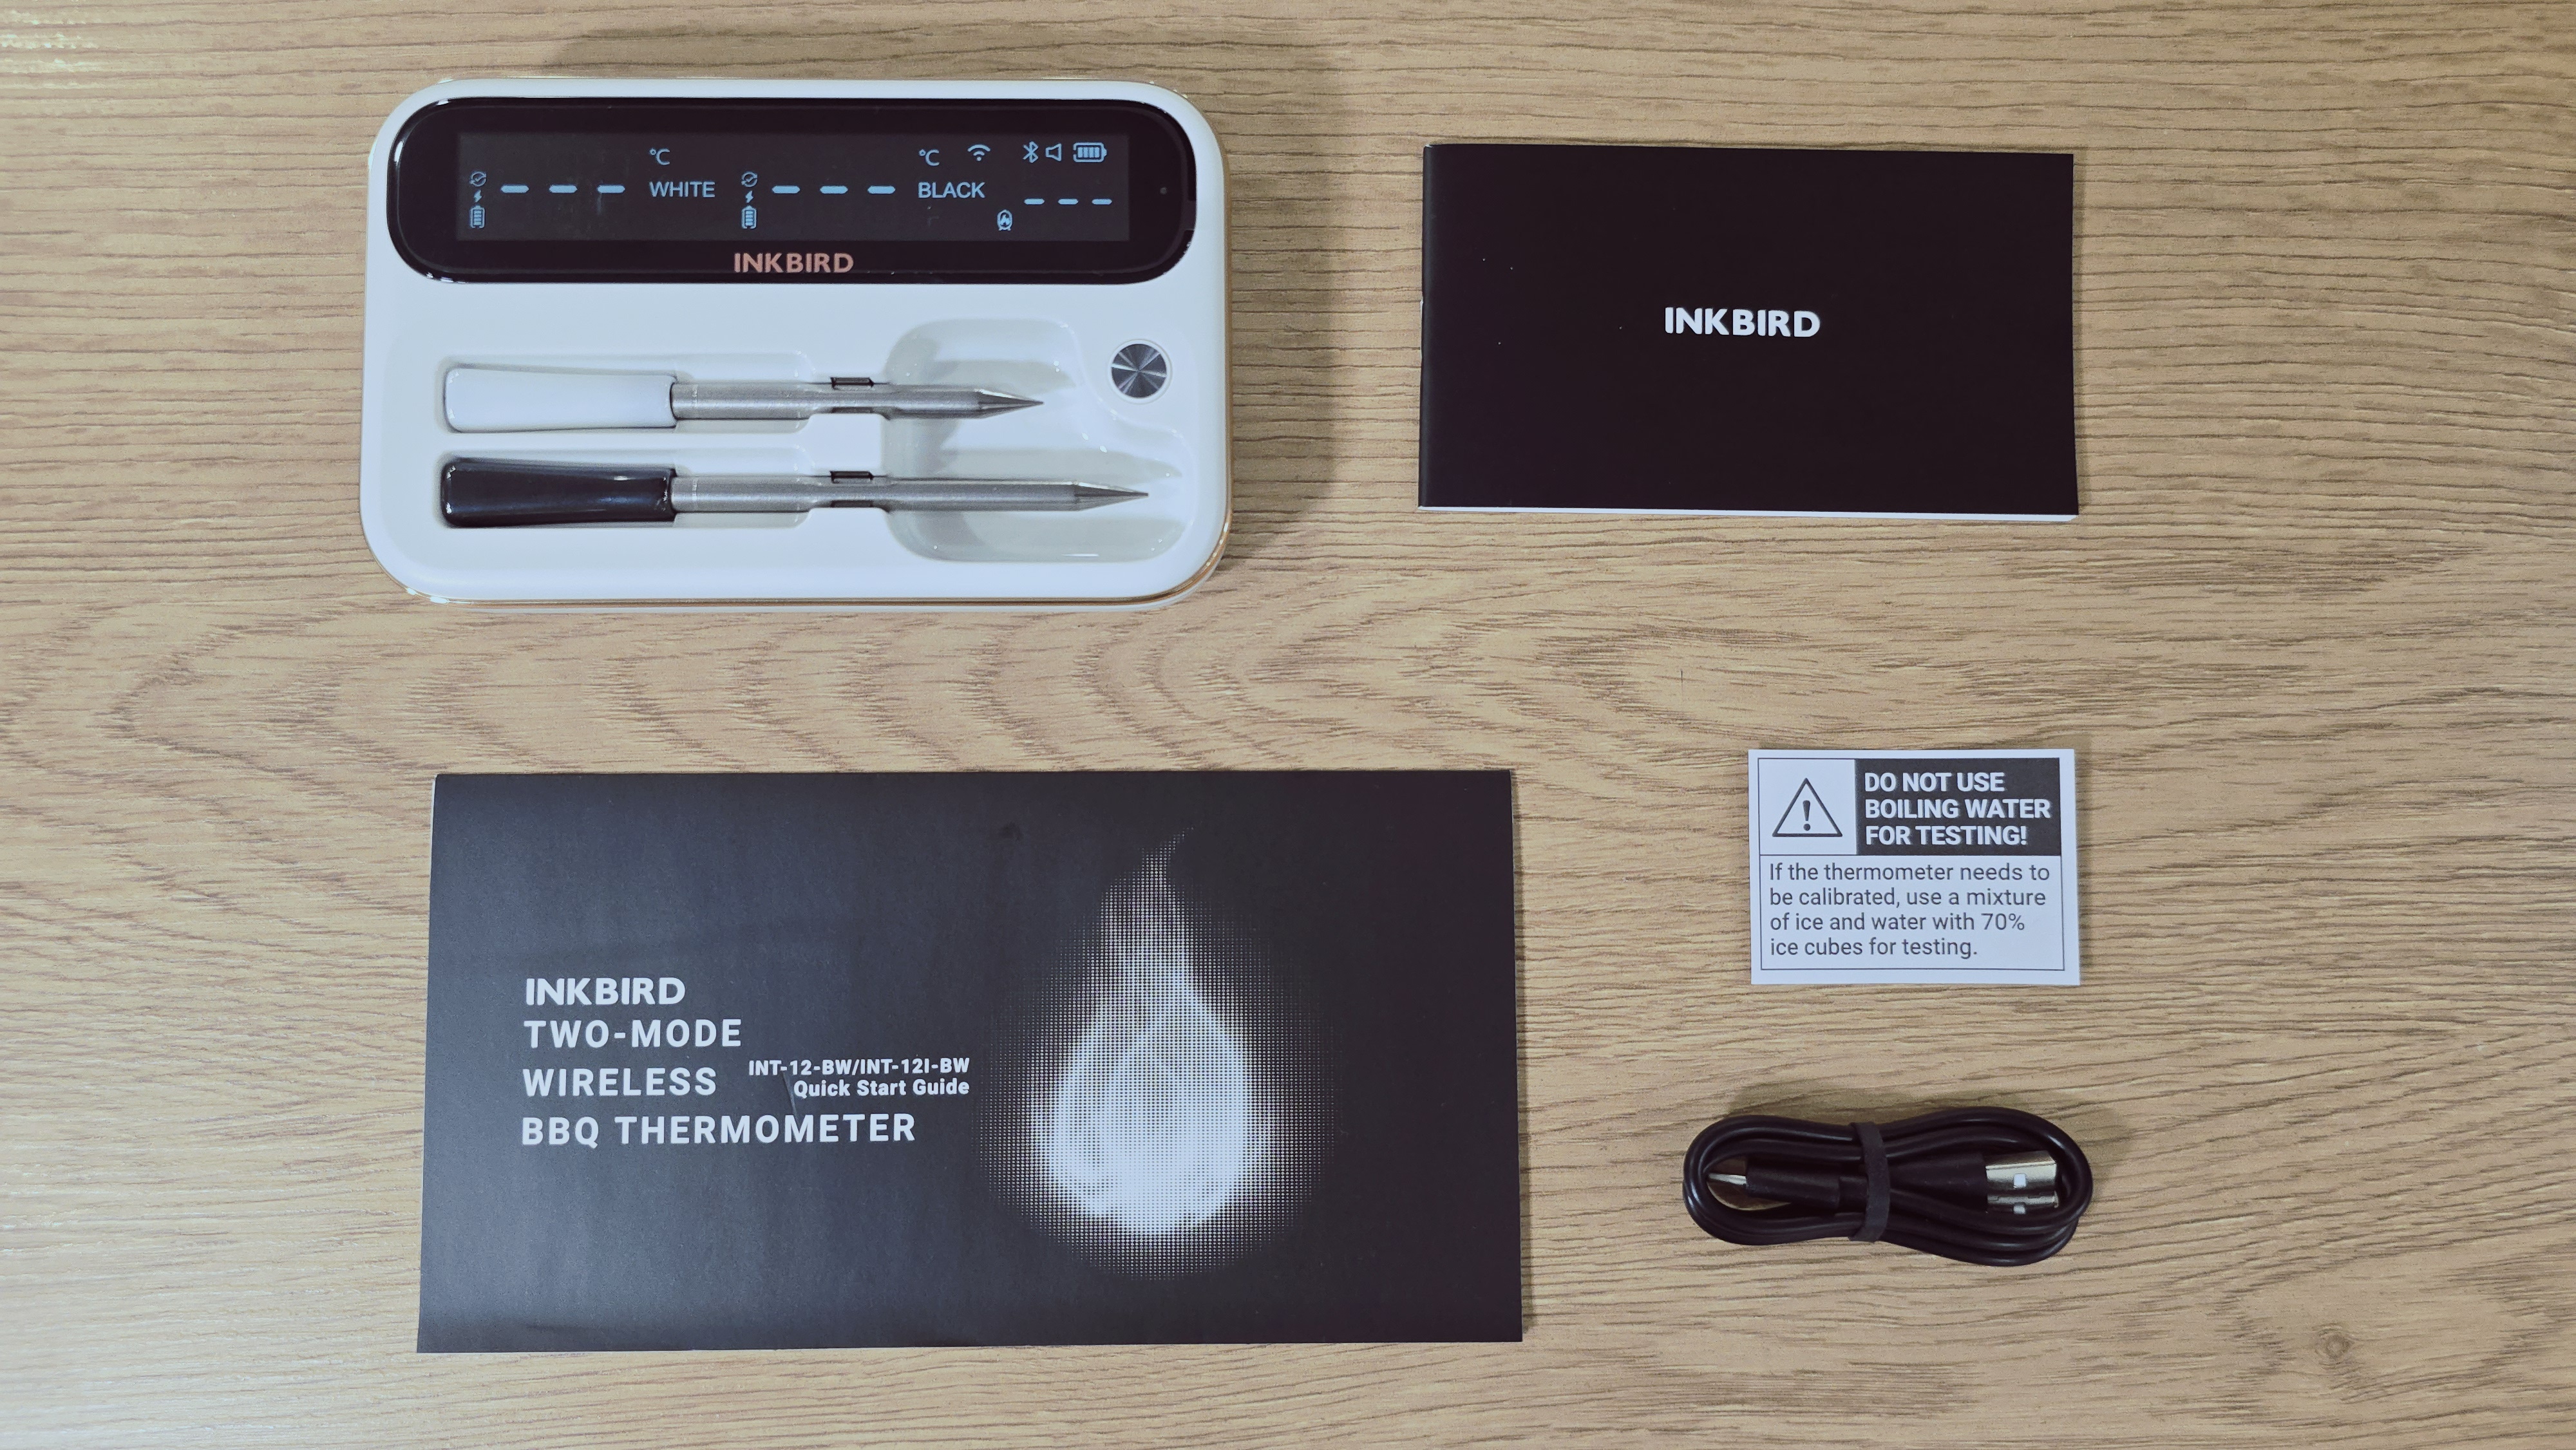 °C
°C
WHITE
BLACK
INKBIRD
INKBIRD
INKBIRD
TWO-MODE
WIRELESS
BBQ THERMOMETER
INT-12-BW/INT-12I-BW
Quick Start Guide
DO NOT USE
BOILING WATER
FOR TESTING!
If the thermometer needs to
be calibrated, use a mixture
of ice and water with 70%
ice cubes for testing.